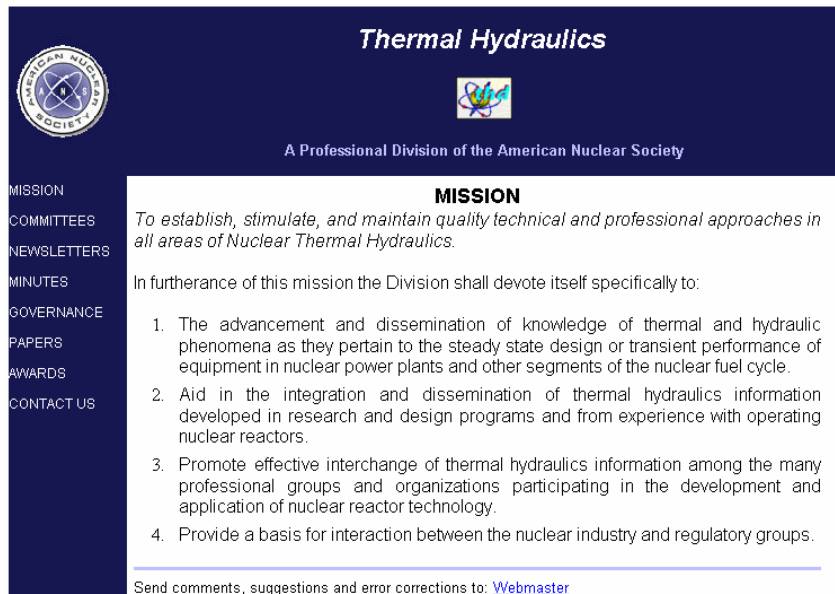 Thermal Hydraulics
AMERICAN NUCLEAR
SOCIETY
A N S
thd
A Professional Division of the American Nuclear Society
MISSION
COMMITTEES
NEWSLETTERS
MINUTES
GOVERNANCE
PAPERS
AWARDS
CONTACT US
MISSION
To establish, stimulate, and maintain quality technical and professional approaches in
all areas of Nuclear Thermal Hydraulics.
In furtherance of this mission the Division shall devote itself specifically to:
1. The advancement and dissemination of knowledge of thermal and hydraulic
phenomena as they pertain to the steady state design or transient performance of
equipment in nuclear power plants and other segments of the nuclear fuel cycle.
2. Aid in the integration and dissemination of thermal hydraulics information
developed in research and design programs and from experience with operating
nuclear reactors.
3. Promote effective interchange of thermal hydraulics information among the many
professional groups and organizations participating in the development and
application of nuclear reactor technology.
4. Provide a basis for interaction between the nuclear industry and regulatory groups.
Send comments, suggestions and error corrections to: Webmaster